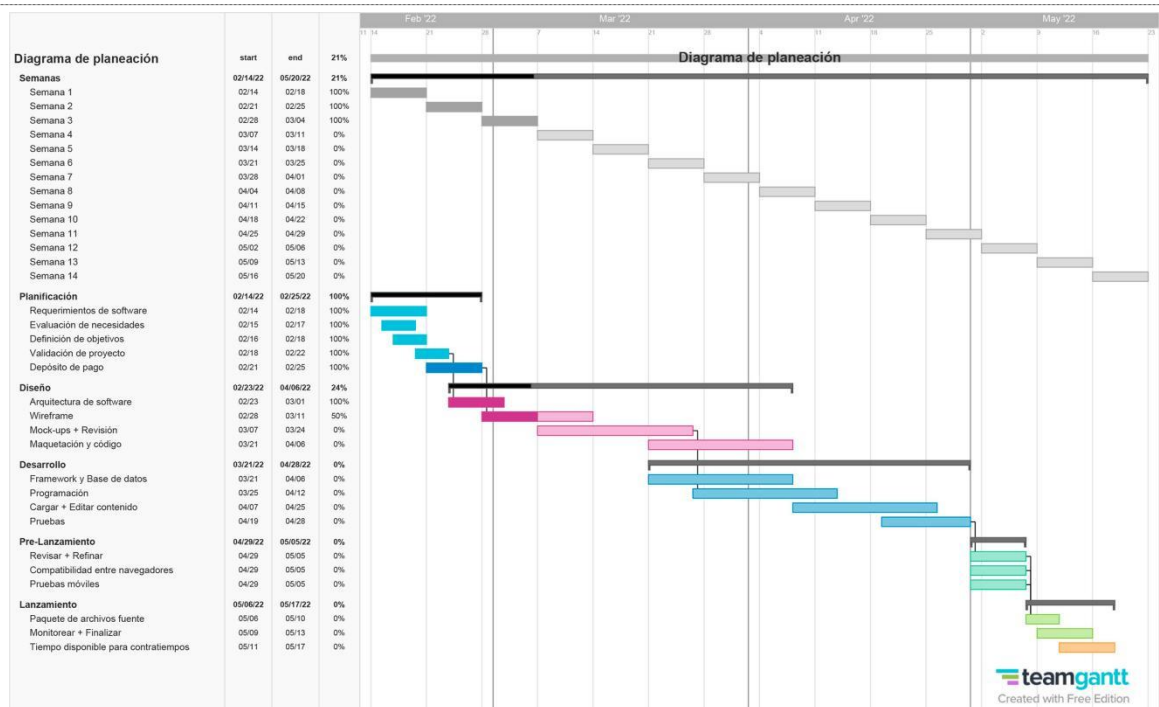 Feb '22 Mar '22 Apr '22 May '22
11 14 21 28 7 14 21 28 4 11 18 25 2 9 16 23
Diagrama de planeación start end 21% Diagrama de planeación
Semanas 02/14/22 05/20/22 21%
Semana 1 02/14 02/18 100%
Semana 2 02/21 02/25 100%
Semana 3 02/28 03/04 100%
Semana 4 03/07 03/11 0%
Semana 5 03/14 03/18 0%
Semana 6 03/21 03/25 0%
Semana 7 03/28 04/01 0%
Semana 8 04/04 04/08 0%
Semana 9 04/11 04/15 0%
Semana 10 04/18 04/22 0%
Semana 11 04/25 04/29 0%
Semana 12 05/02 05/06 0%
Semana 13 05/09 05/13 0%
Semana 14 05/16 05/20 0%
Planificación 02/14/22 02/25/22 100%
Requerimientos de software 02/14 02/18 100%
Evaluación de necesidades 02/15 02/17 100%
Definición de objetivos 02/16 02/18 100%
Validación de proyecto 02/18 02/22 100%
Depósito de pago 02/21 02/25 100%
Diseño 02/23/22 04/06/22 24%
Arquitectura de software 02/23 03/01 100%
Wireframe 02/28 03/11 50%
Mock-ups + Revisión 03/07 03/24 0%
Maquetación y código 03/21 04/06 0%
Desarrollo 03/21/22 04/28/22 0%
Framework y Base de datos 03/21 04/06 0%
Programación 03/25 04/12 0%
Cargar + Editar contenido 04/07 04/25 0%
Pruebas 04/19 04/28 0%
Pre-Lanzamiento 04/29/22 05/05/22 0%
Revisar + Refinar 04/29 05/05 0%
Compatibilidad entre navegadores 04/29 05/05 0%
Pruebas móviles 04/29 05/05 0%
Lanzamiento 05/06/22 05/17/22 0%
Paquete de archivos fuente 05/06 05/10 0%
Monitorear + Finalizar 05/09 05/13 0%
Tiempo disponible para contratiempos 05/11 05/17 0%
teamgantt
Created with Free Edition